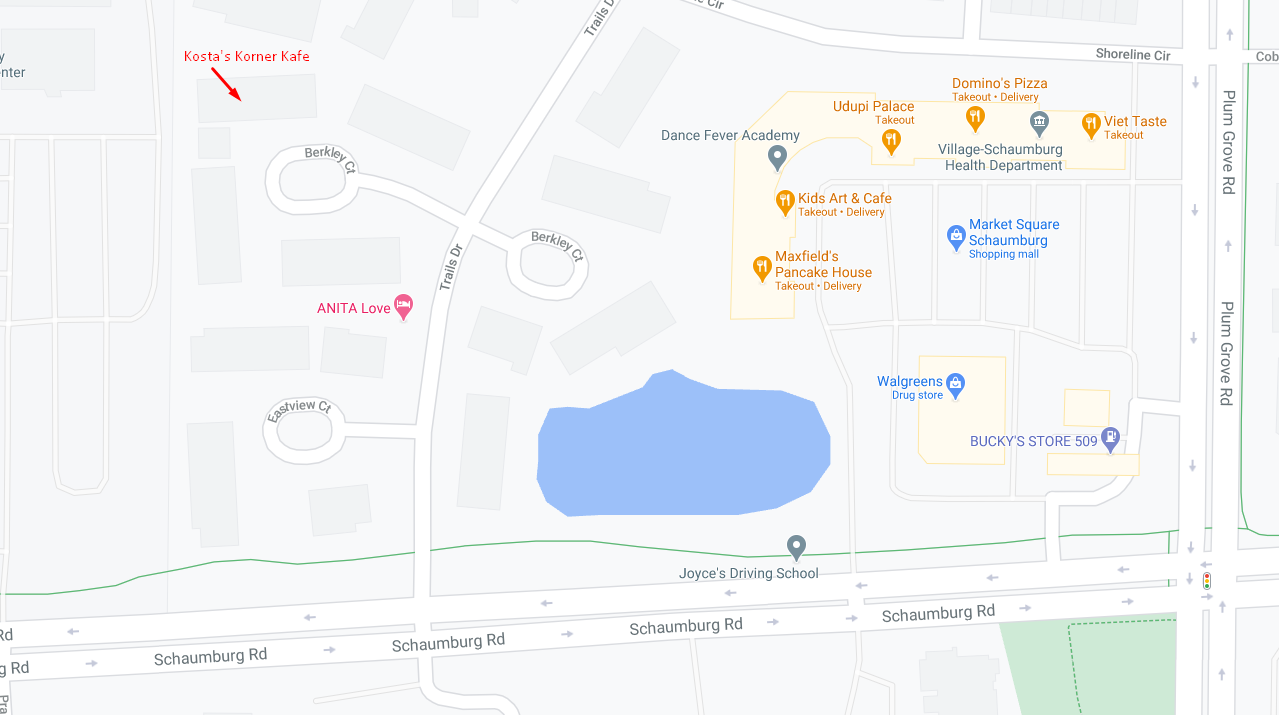 Trails D
ne Cir
Kosta's Korner Kafe
y
enter
Shoreline Cir
Cob
Domino's Pizza
Takeout • Delivery
Udupi Palace
Takeout
Viet Taste
Takeout
Plum Grove Rd
Dance Fever Academy
Village-Schaumburg
Health Department
Berkley Ct
Kids Art & Cafe
Takeout • Delivery
Market Square
Schaumburg
Shopping mall
Berkley Ct
Trails Dr
Maxfield's
Pancake House
Takeout • Delivery
ANITA Love
Plum Grove Rd
Walgreens
Drug store
Eastview Ct
BUCKY'S STORE 509
Joyce's Driving School
Schaumburg Rd
Schaumburg Rd
Schaumburg Rd
Schaumburg Rd
Rd
g Rd
Pra